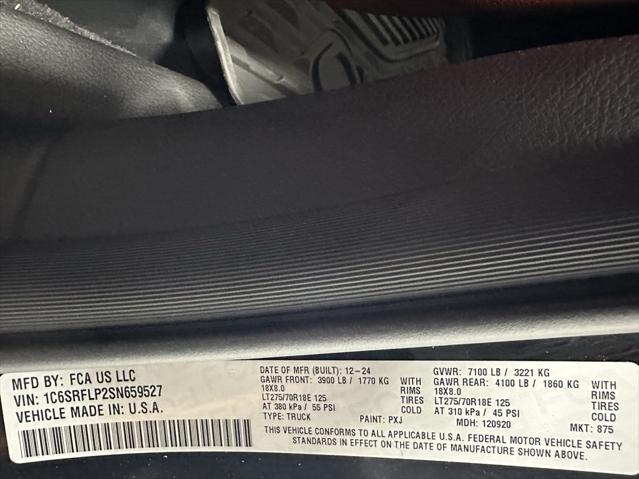 MFD BY: FCA US LLC
VIN: 1C6SRFLP2SN659527
VEHICLE MADE IN U.S.A.
DATE OF MFR (BUILT): 12-24
GAWR FRONT: 3900 LB / 1770 KG WITH
18X8.0 RIMS
LT275/70R18E 125 TIRES
AT 380 kPa / 55 PSI COLD
TYPE: TRUCK PAINT: PXJ
GVWR: 7100 LB / 3221 KG
GAWR REAR: 4100 LB / 1860 KG WITH
18X8.0 RIMS
LT275/70R18E 125 TIRES
AT 310 kPa / 45 PSI COLD
MDH: 120920 MKT: 875
THIS VEHICLE CONFORMS TO ALL APPLICABLE U.S.A. FEDERAL MOTOR VEHICLE SAFETY
STANDARDS IN EFFECT ON THE DATE OF MANUFACTURE SHOWN ABOVE.